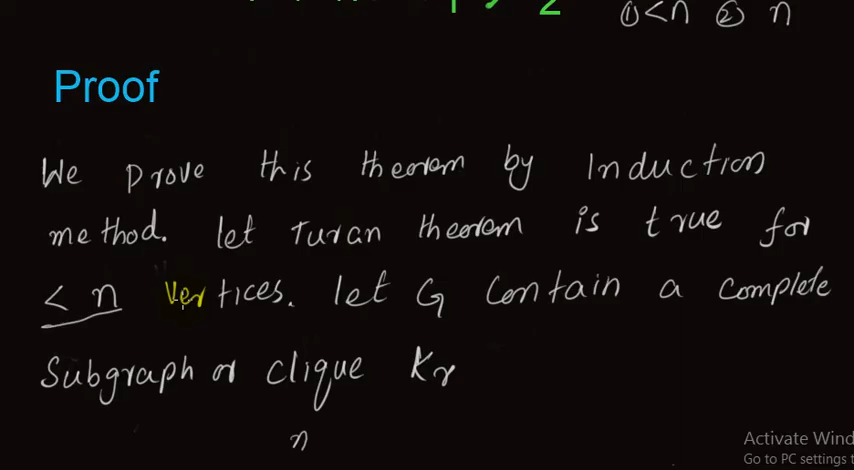 2 ①<n ② n
Proof
We prove this theorem by Induction
method. let Turan theorem is true for
< n vertices. let G contain a complete
Subgraph or clique Kr
n
Activate Wind
Go to PC settings t